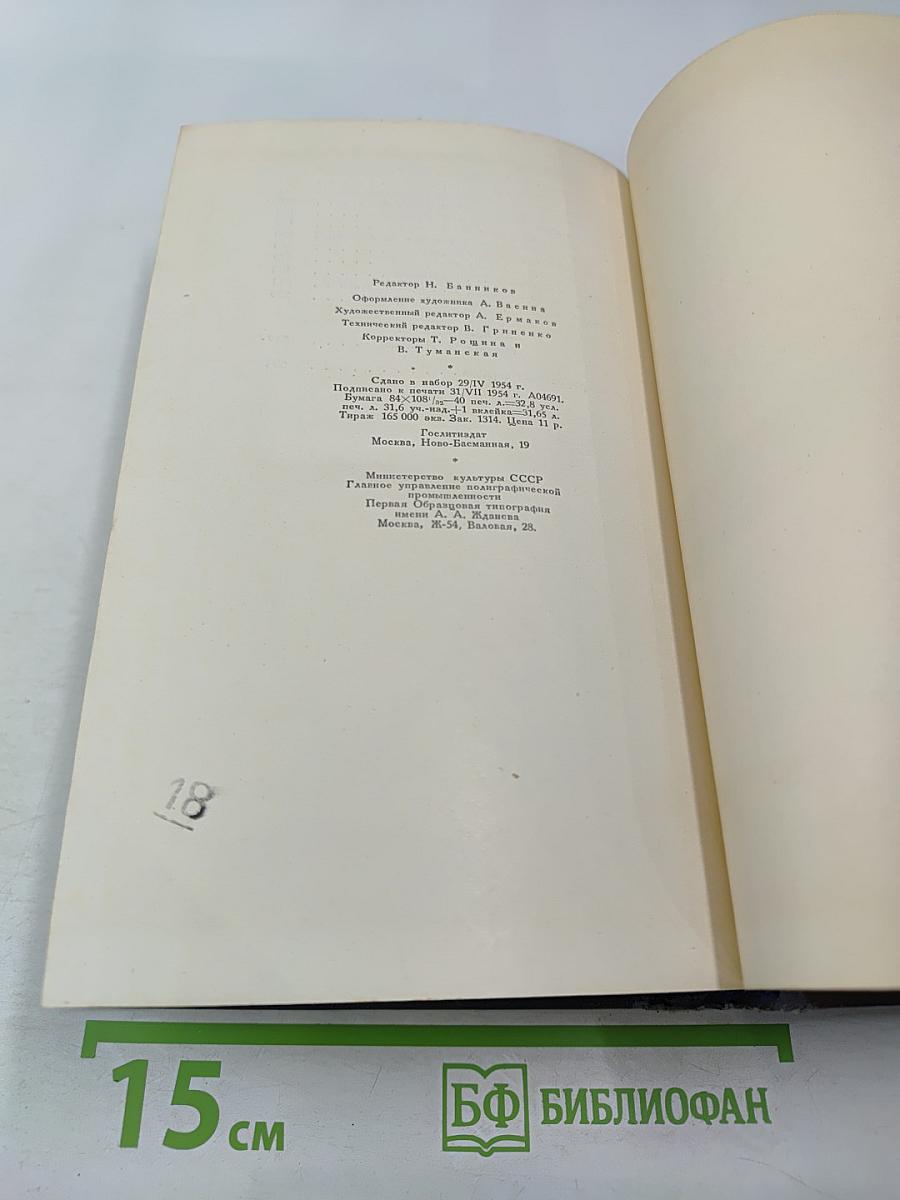 Редактор Н. Банников
Оформление художника А. Васина
Художественный редактор А. Ермаков
Технический редактор В. Гриненко
Корректоры Т. Рощина и
В. Туманская
* *
Сдано в набор 29/IV 1954 г.
Подписано к печати 31/VII 1954 г. А04691.
Бумага 84×108¹/₃₂—40 печ. л.=32,8 усл.
печ. л. 31,6 уч.-изд.+1 вклейка=31,65 л.
Тираж 165 000 экз. Зак. 1314. Цена 11 р.
Гослитиздат
Москва, Ново-Басманная, 19
*
Министерство культуры СССР
Главное управление полиграфической
промышленности
Первая Образцовая типография
имени А. А. Жданова
Москва, Ж-54, Валовая, 28.
18
15 см
БФ БИБЛИОФАН